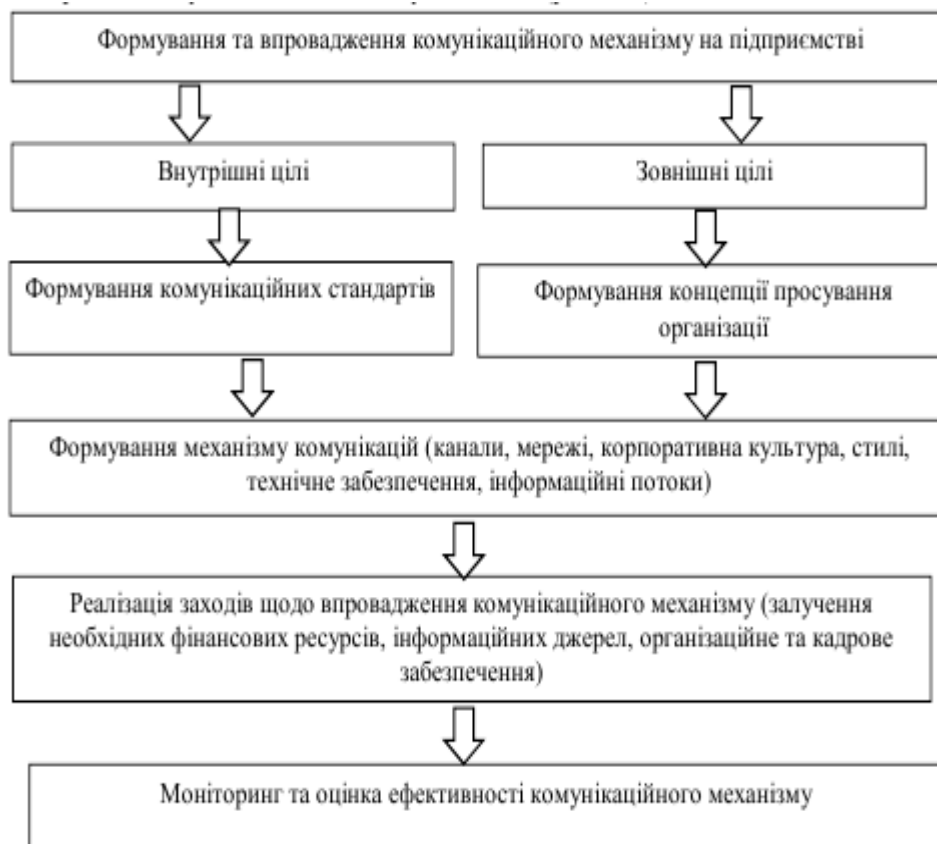 Формування та впровадження комунікаційного механізму на підприємстві
Внутрішні цілі
Зовнішні цілі
Формування комунікаційних стандартів
Формування концепції просування
організації
Формування механізму комунікацій (канали, мережі, корпоративна культура, стилі,
технічне забезпечення, інформаційні потоки)
Реалізація заходів щодо впровадження комунікаційного механізму (залучення
необхідних фінансових ресурсів, інформаційних джерел, організаційне та кадрове
забезпечення)
Моніторинг та оцінка ефективності комунікаційного механізму